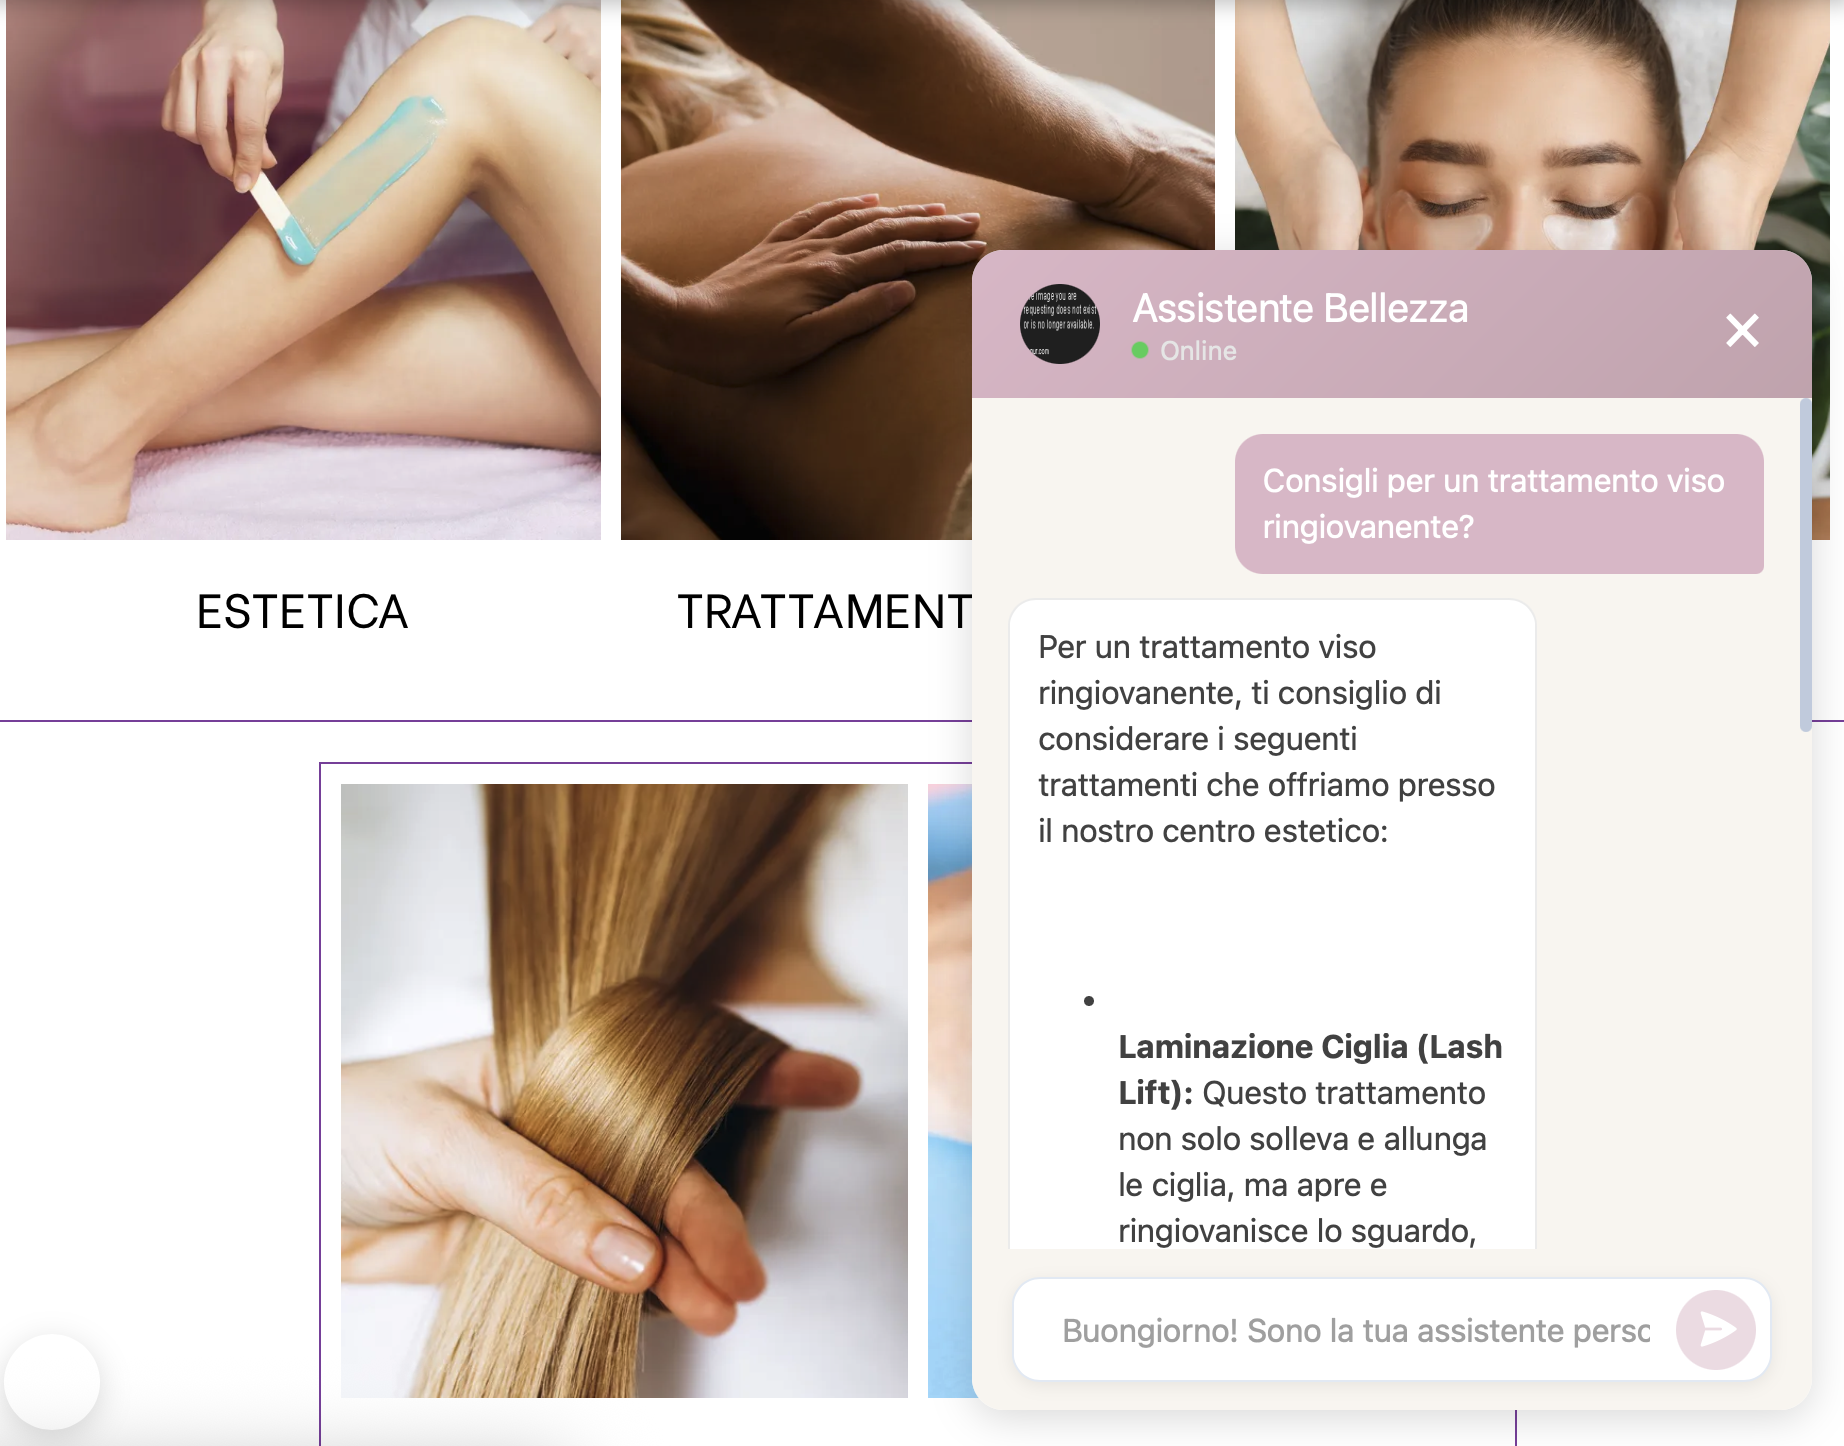 ESTETICA
TRATTAMENT
e image you are
requesting does not exist
or is no longer available.
gur.com
Assistente Bellezza
Online
Consigli per un trattamento viso
ringiovanente?
Per un trattamento viso
ringiovanente, ti consiglio di
considerare i seguenti
trattamenti che offriamo presso
il nostro centro estetico:
Laminazione Ciglia (Lash
Lift): Questo trattamento
non solo solleva e allunga
le ciglia, ma apre e
ringiovanisce lo sguardo,
Buongiorno! Sono la tua assistente perso